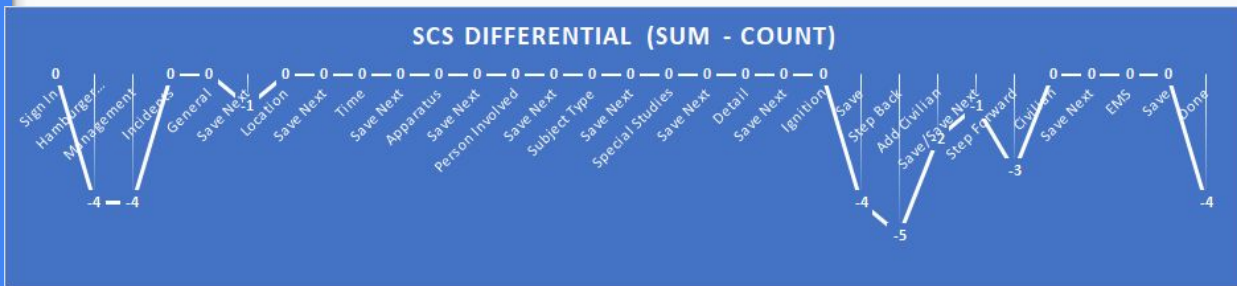 SCS DIFFERENTIAL (SUM - COUNT)
0 0 0 0 0 0 0 0 0 0 0 0 0 0 0 0 0 0 0 0 0 0
-1 -1
-2
-3
-4 -4 -4 -4
-5
Sign In
Hamburger...
Management
Incidents
General
Save Next
Location
Save Next
Time
Save Next
Apparatus
Save Next
Person Involved
Save Next
Subject Type
Save Next
Special Studies
Save Next
Detail
Save Next
Ignition
Save
Step Back
Add Civilian
Save/Save Next
Step Forward
Civilian
Save Next
EMS
Save
Done